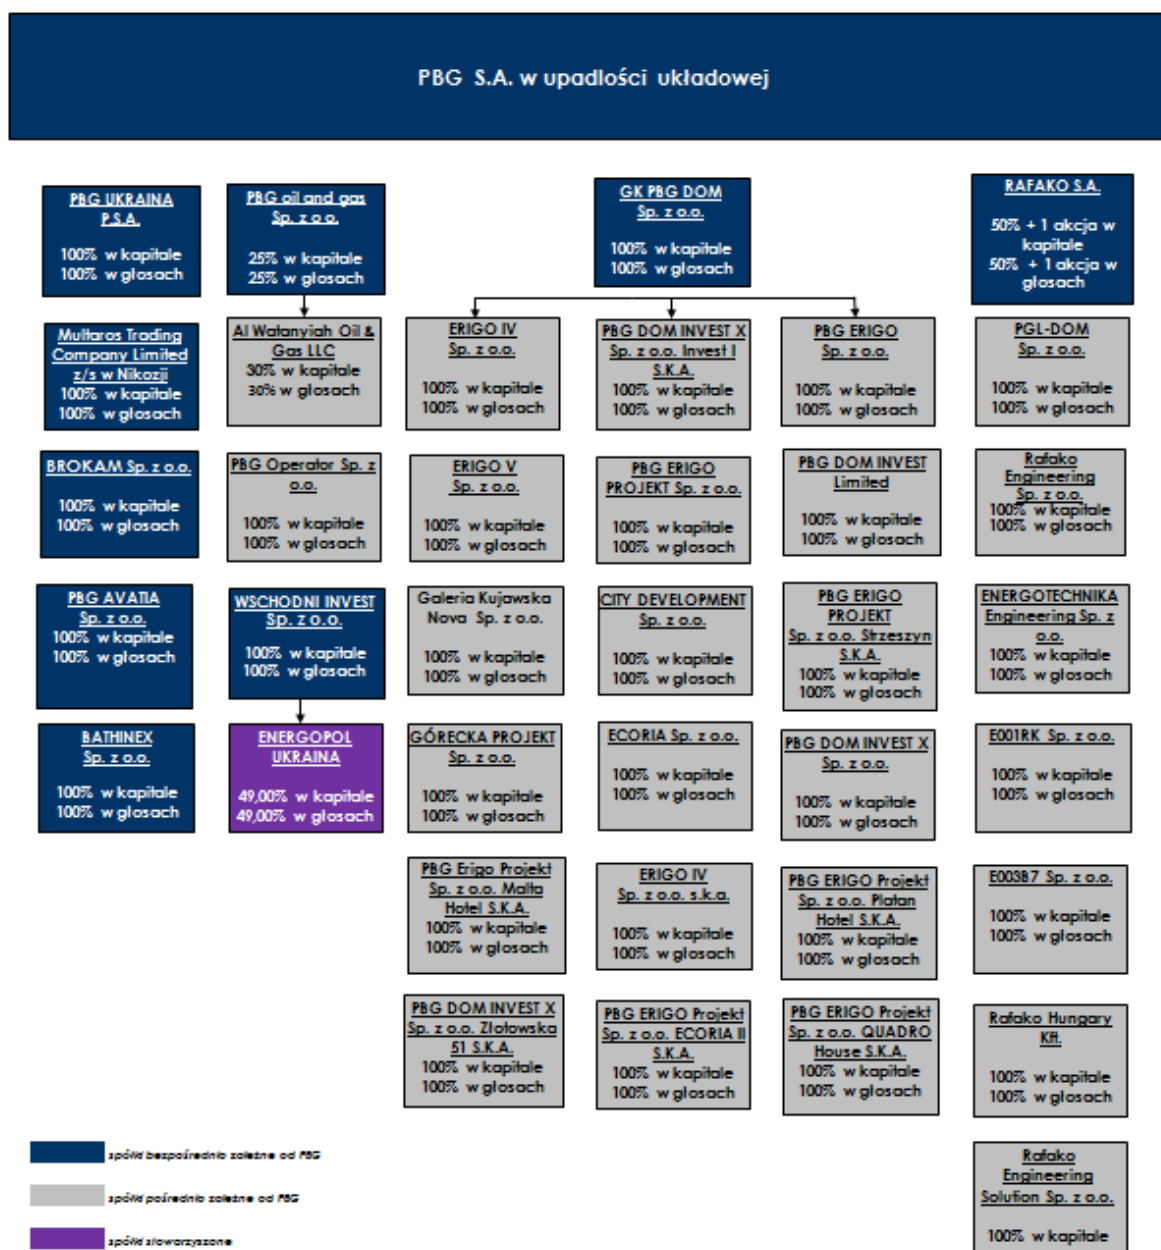 PBG S.A. w upadlości układowej
PBG UKRAINA
P.S.A.
100% w kapitale
100% w głosach
PBG oil and gas
Sp. z o o.
25% w kapitale
25% w głosach
GK PBG DOM
Sp. z o.o.
100% w kapitale
100% w głosach
RAFAKO S.A.
50% + 1 akcja w
kapitale
50% + 1 akcja w
głosach
Multaros Trading
Company Limited
z/s w Nikozji
100% w kapitale
100% w głosach
Al Watanyiah Oil &
Gas LLC
30% w kapitale
30% w głosach
ERIGO IV
Sp. z o.o.
100% w kapitale
100% w głosach
PBG DOM INVEST X
Sp. z o.o. Invest I
S.K.A.
100% w kapitale
100% w głosach
PBG ERIGO
Sp. z o.o.
100% w kapitale
100% w głosach
PGL-DOM
Sp. z o.o.
100% w kapitale
100% w głosach
BROKAM Sp. z o.o.
100% w kapitale
100% w głosach
PBG Operator Sp. z
o.o.
100% w kapitale
100% w głosach
ERIGO V
Sp. z o.o.
100% w kapitale
100% w głosach
PBG ERIGO
PROJEKT Sp. z o.o.
100% w kapitale
100% w głosach
PBG DOM INVEST
Limited
100% w kapitale
100% w głosach
Rafako
Engineering
Sp. z o.o.
100% w kapitale
100% w głosach
PBG AVATIA
Sp. z o.o.
100% w kapitale
100% w głosach
WSCHODNI INVEST
Sp. z o.o.
100% w kapitale
100% w głosach
Galeria Kujawska
Nova Sp. z o.o.
100% w kapitale
100% w głosach
CITY DEVELOPMENT
Sp. z o.o.
100% w kapitale
100% w głosach
PBG ERIGO
PROJEKT
Sp. z o.o. Strzeszyn
S.K.A.
100% w kapitale
100% w głosach
ENERGOTECHNIKA
Engineering Sp. z
o.o.
100% w kapitale
100% w głosach
BATHINEX
Sp. z o.o.
100% w kapitale
100% w głosach
ENERGOPOL
UKRAINA
49,00% w kapitale
49,00% w głosach
GÓRECKA PROJEKT
Sp. z o.o.
100% w kapitale
100% w głosach
ECORIA Sp. z o.o.
100% w kapitale
100% w głosach
PBG DOM INVEST X
Sp. z o.o.
100% w kapitale
100% w głosach
E001RK Sp. z o.o.
100% w kapitale
100% w głosach
PBG Erigo Projekt
Sp. z o.o. Malta
Hotel S.K.A.
100% w kapitale
100% w głosach
ERIGO IV
Sp. z o.o. s.k.a.
100% w kapitale
100% w głosach
PBG ERIGO Projekt
Sp. z o.o. Platan
Hotel S.K.A.
100% w kapitale
100% w głosach
E003B7 Sp. z o.o.
100% w kapitale
100% w głosach
PBG DOM INVEST X
Sp. z o.o. Złotowska
51 S.K.A.
100% w kapitale
100% w głosach
PBG ERIGO Projekt
Sp. z o.o. ECORIA II
S.K.A.
100% w kapitale
100% w głosach
PBG ERIGO Projekt
Sp. z o.o. QUADRO
House S.K.A.
100% w kapitale
100% w głosach
Rafako Hungary
Kft.
100% w kapitale
100% w głosach
Rafako
Engineering
Solution Sp. z o.o.
100% w kapitale
spółki bezpośrednio zależne od PBG
spółki pośrednio zależne od PBG
spółki stowarzyszone